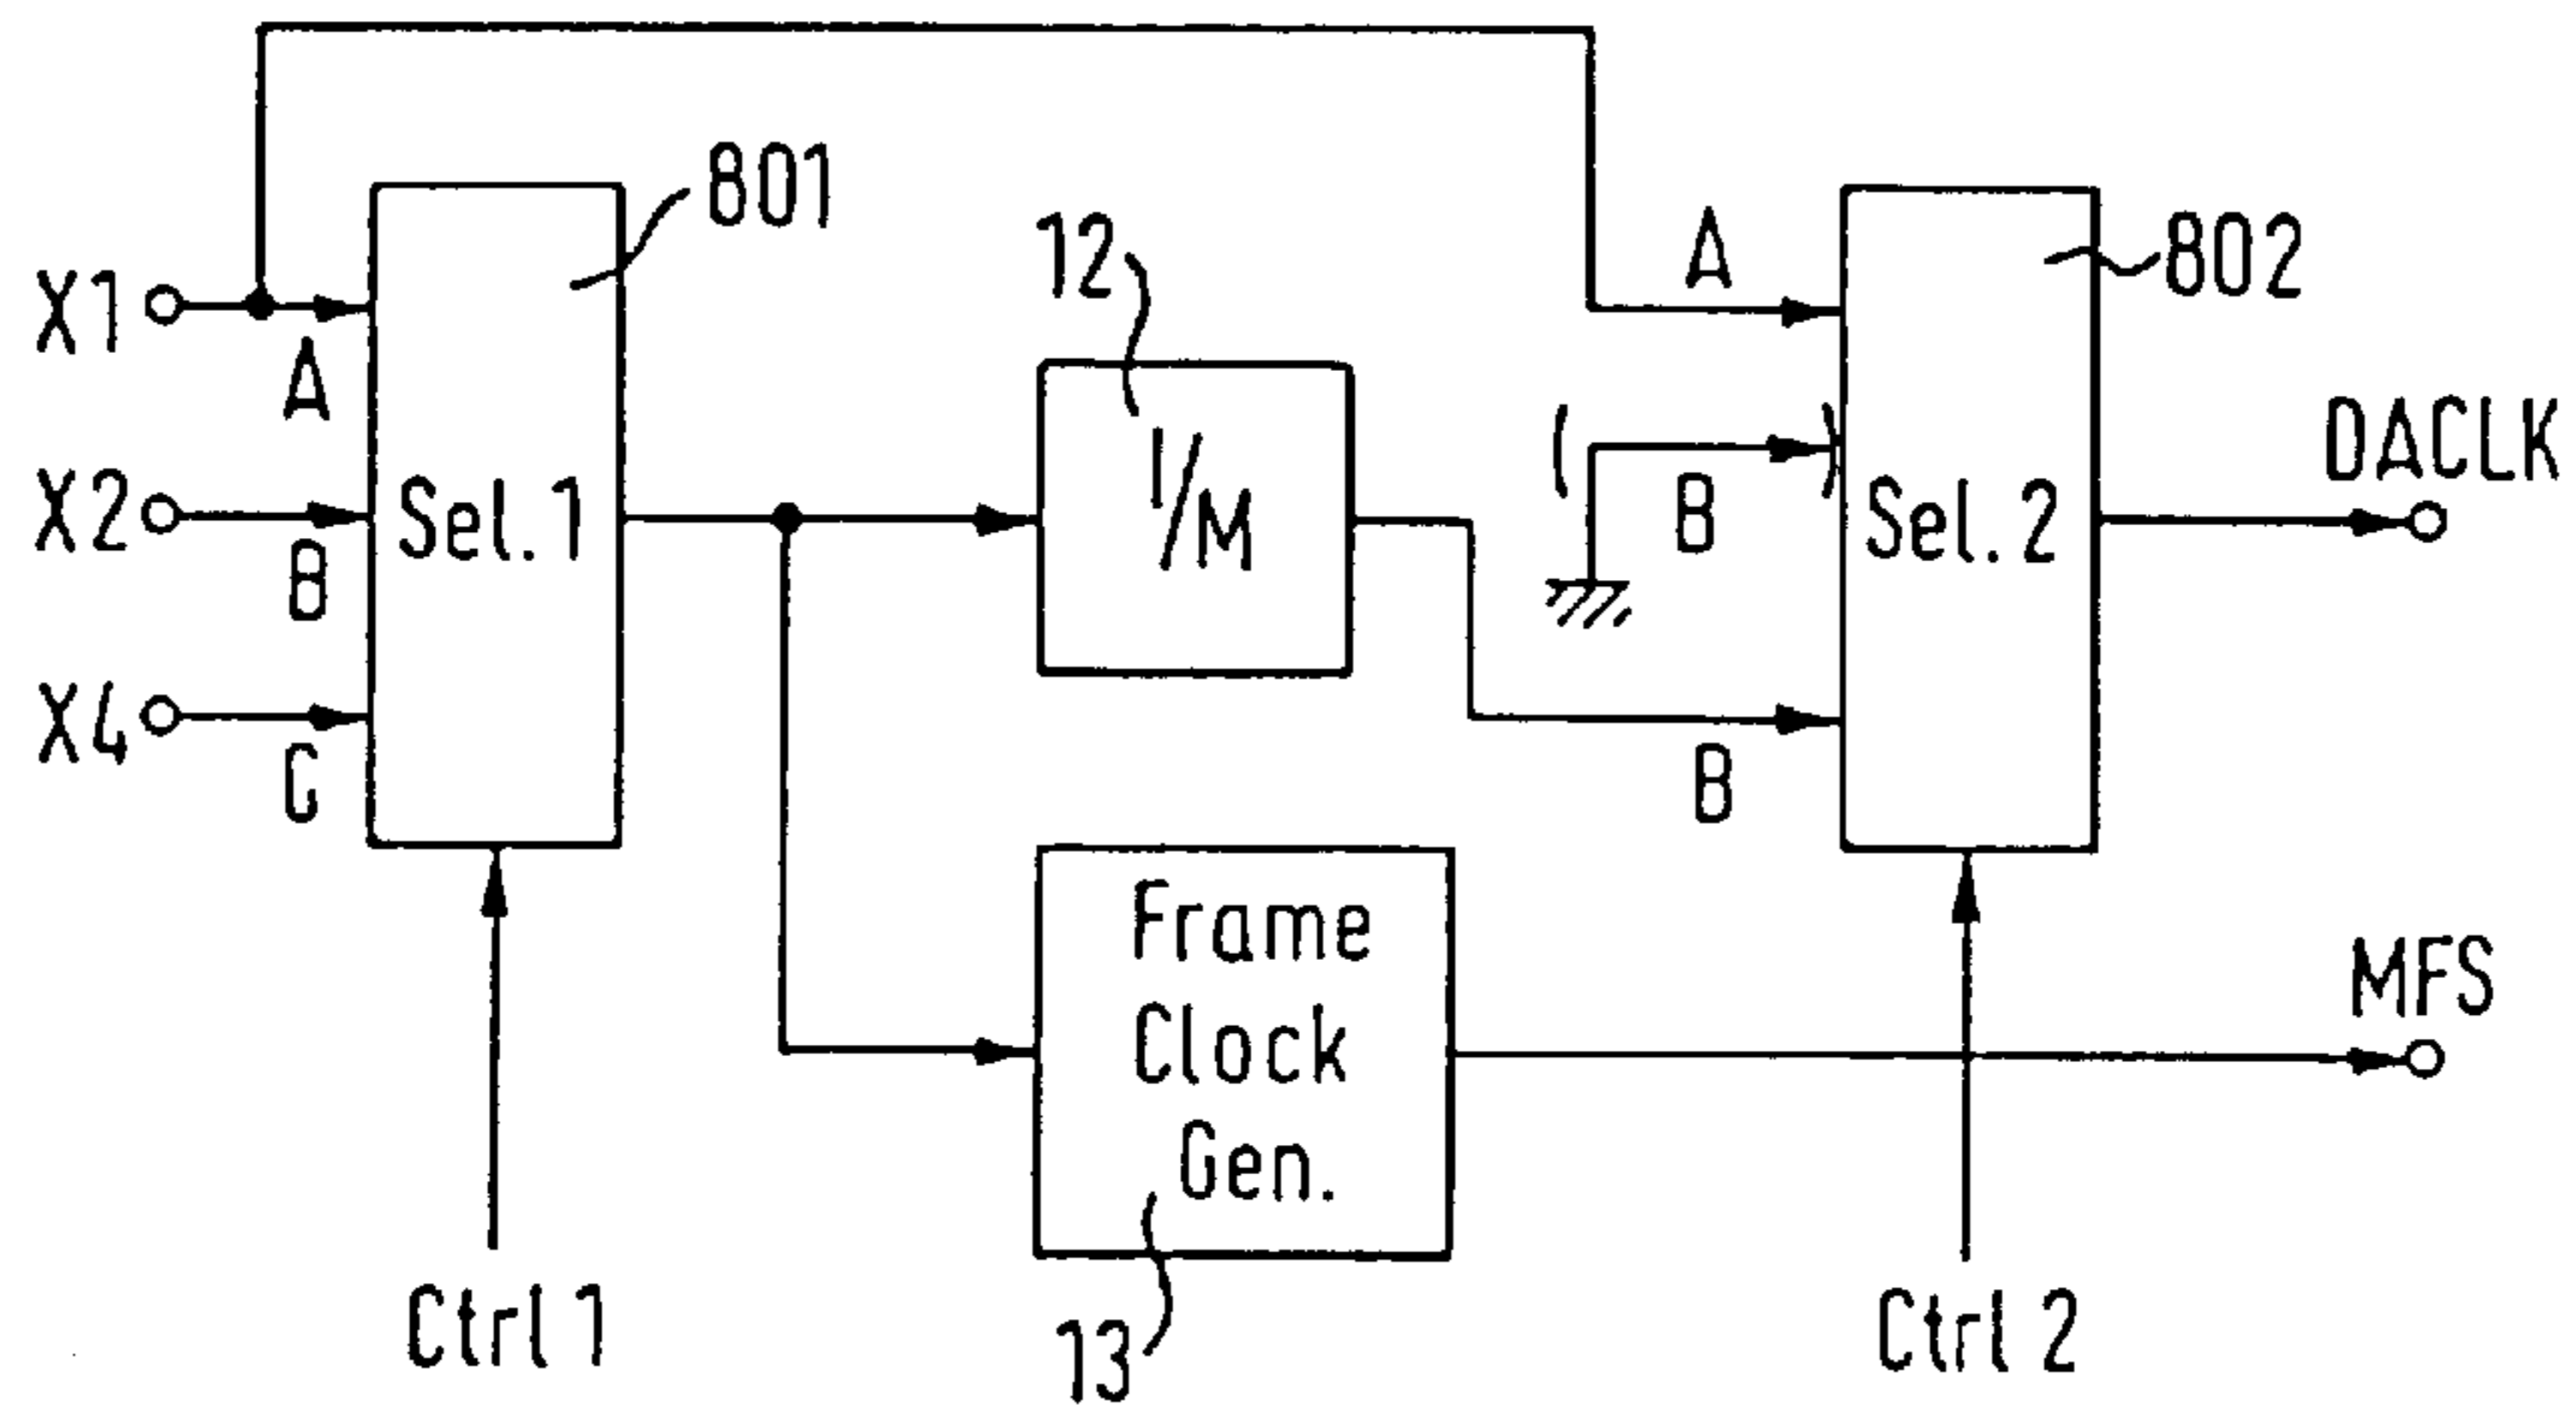 801
X1
A
12
A
802
X2
B
Sel. 1
1/M
B
Sel. 2
DACLK
X4
C
B
Frame
Clock
Gen.
MFS
13
Ctrl 1
Ctrl 2